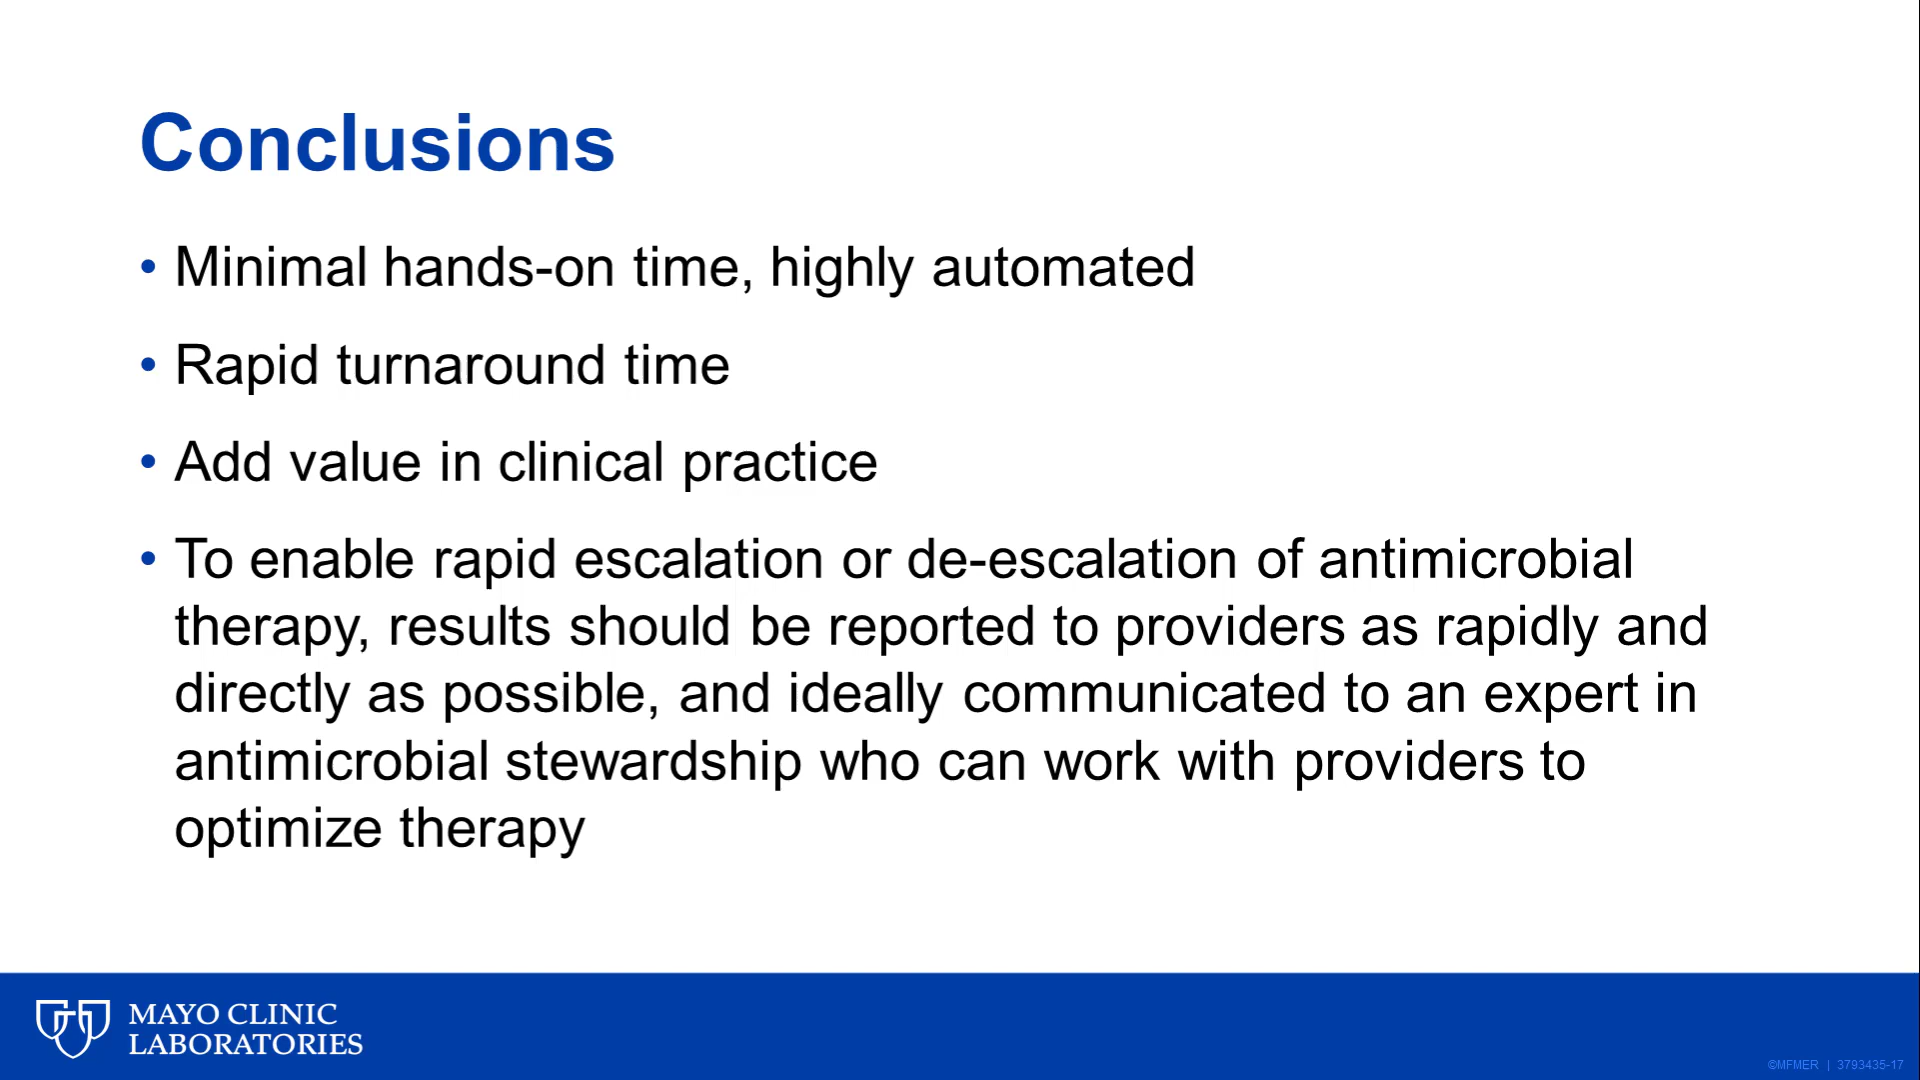 Conclusions
• Minimal hands-on time, highly automated
• Rapid turnaround time
• Add value in clinical practice
• To enable rapid escalation or de-escalation of antimicrobial
therapy, results should be reported to providers as rapidly and
directly as possible, and ideally communicated to an expert in
antimicrobial stewardship who can work with providers to
optimize therapy
MAYO CLINIC
LABORATORIES
©MFMER | 3793435-17